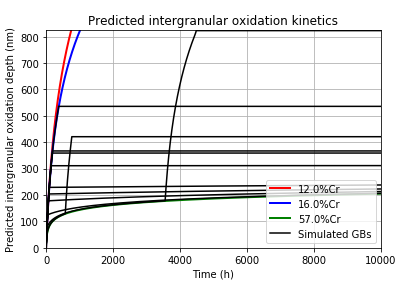 Predicted intergranular oxidation kinetics
Predicted intergranular oxidation depth (nm)
800
700
600
500
400
300
200
100
0
0 2000 4000 6000 8000 10000
Time (h)
12.0%Cr
16.0%Cr
57.0%Cr
Simulated GBs